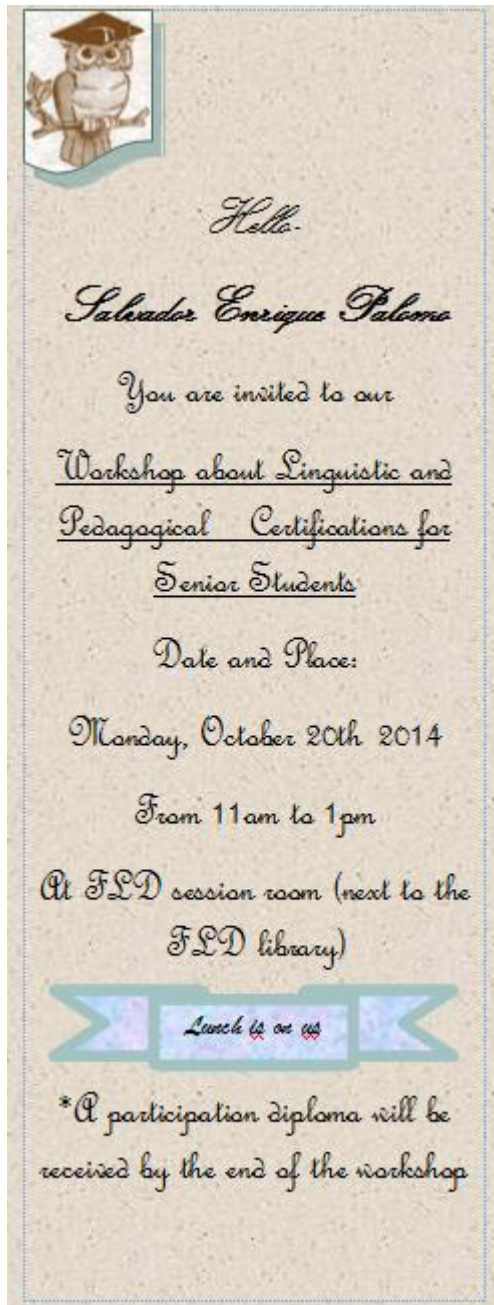 Hello-
Salvador Enrique Palomo
You are invited to our
Workshop about Linguistic and
Pedagogical Certifications for
Senior Students
Date and Place:
Monday, October 20th 2014
From 11am to 1pm
At FLD session room (next to the
FLD library)
Lunch is on us
*A participation diploma will be
received by the end of the workshop